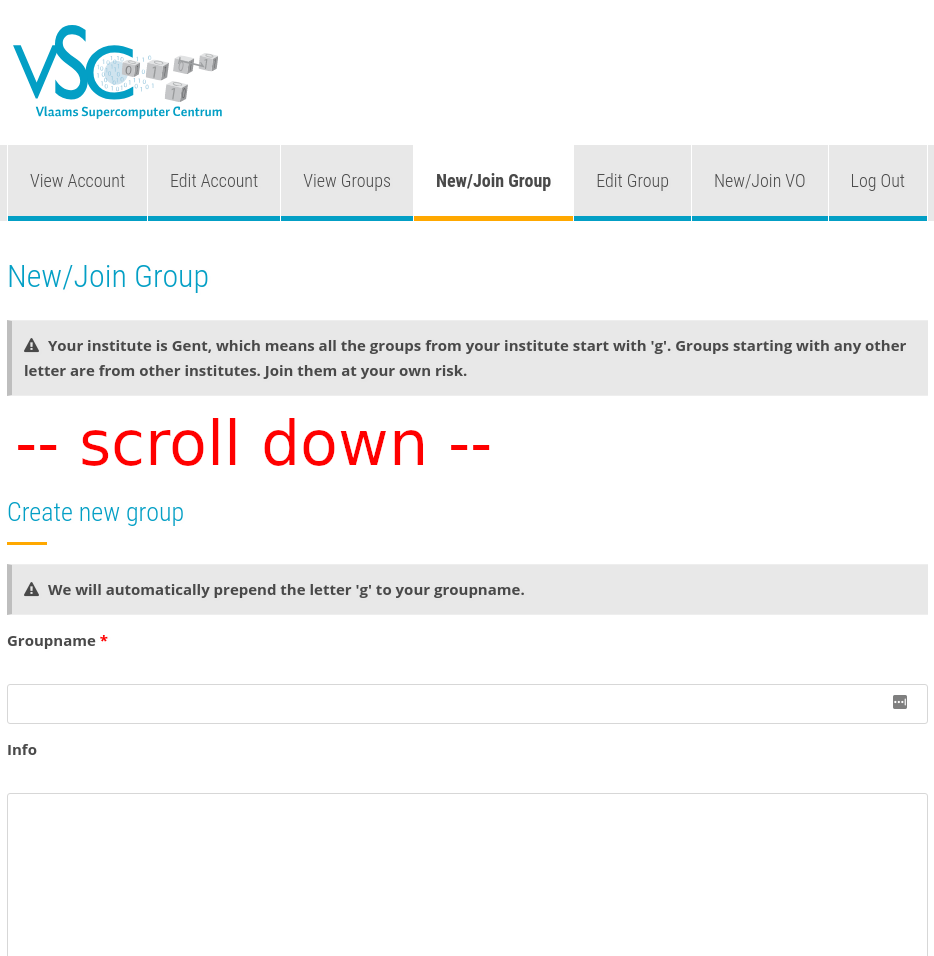 VSC
Vlaams Supercomputer Centrum
View Account
Edit Account
View Groups
New/Join Group
Edit Group
New/Join VO
Log Out
New/Join Group
Your institute is Gent, which means all the groups from your institute start with 'g'. Groups starting with any other
letter are from other institutes. Join them at your own risk.
-- scroll down --
Create new group
We will automatically prepend the letter 'g' to your groupname.
Groupname *
Info